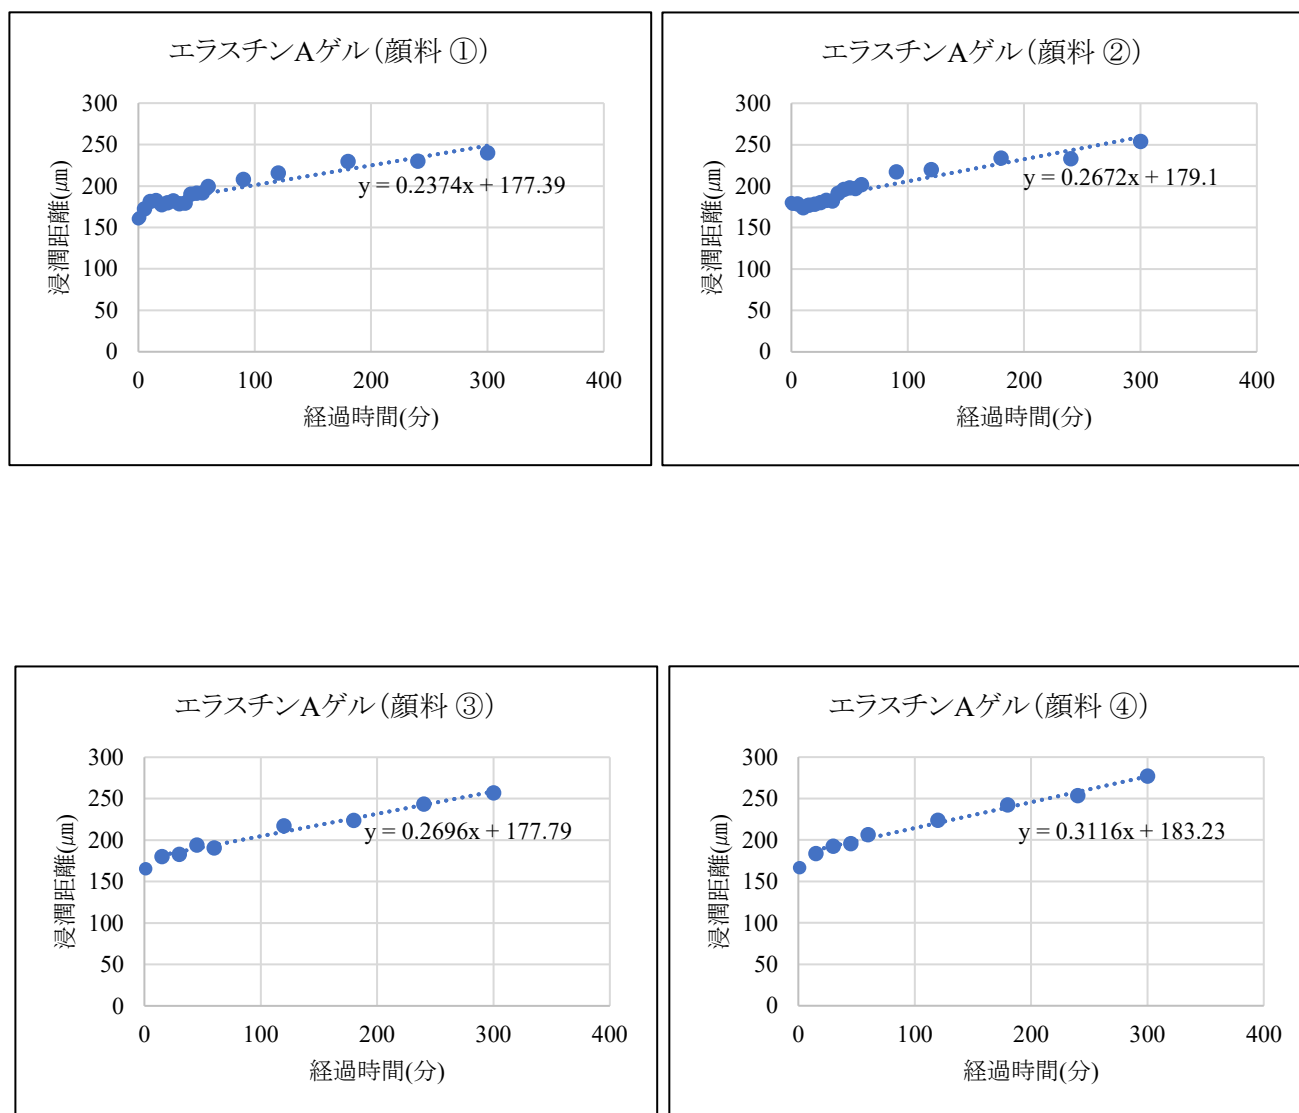 エラスチンAゲル(顔料 ①)
浸潤距離(㎛)
300
250
200
150
100
50
0
y = 0.2374x + 177.39
0 100 200 300 400
経過時間(分)
エラスチンAゲル(顔料 ②)
浸潤距離(㎛)
300
250
200
150
100
50
0
y = 0.2672x + 179.1
0 100 200 300 400
経過時間(分)
エラスチンAゲル(顔料 ③)
浸潤距離(㎛)
300
250
200
150
100
50
0
y = 0.2696x + 177.79
0 100 200 300 400
経過時間(分)
エラスチンAゲル(顔料 ④)
浸潤距離(㎛)
300
250
200
150
100
50
0
y = 0.3116x + 183.23
0 100 200 300 400
経過時間(分)